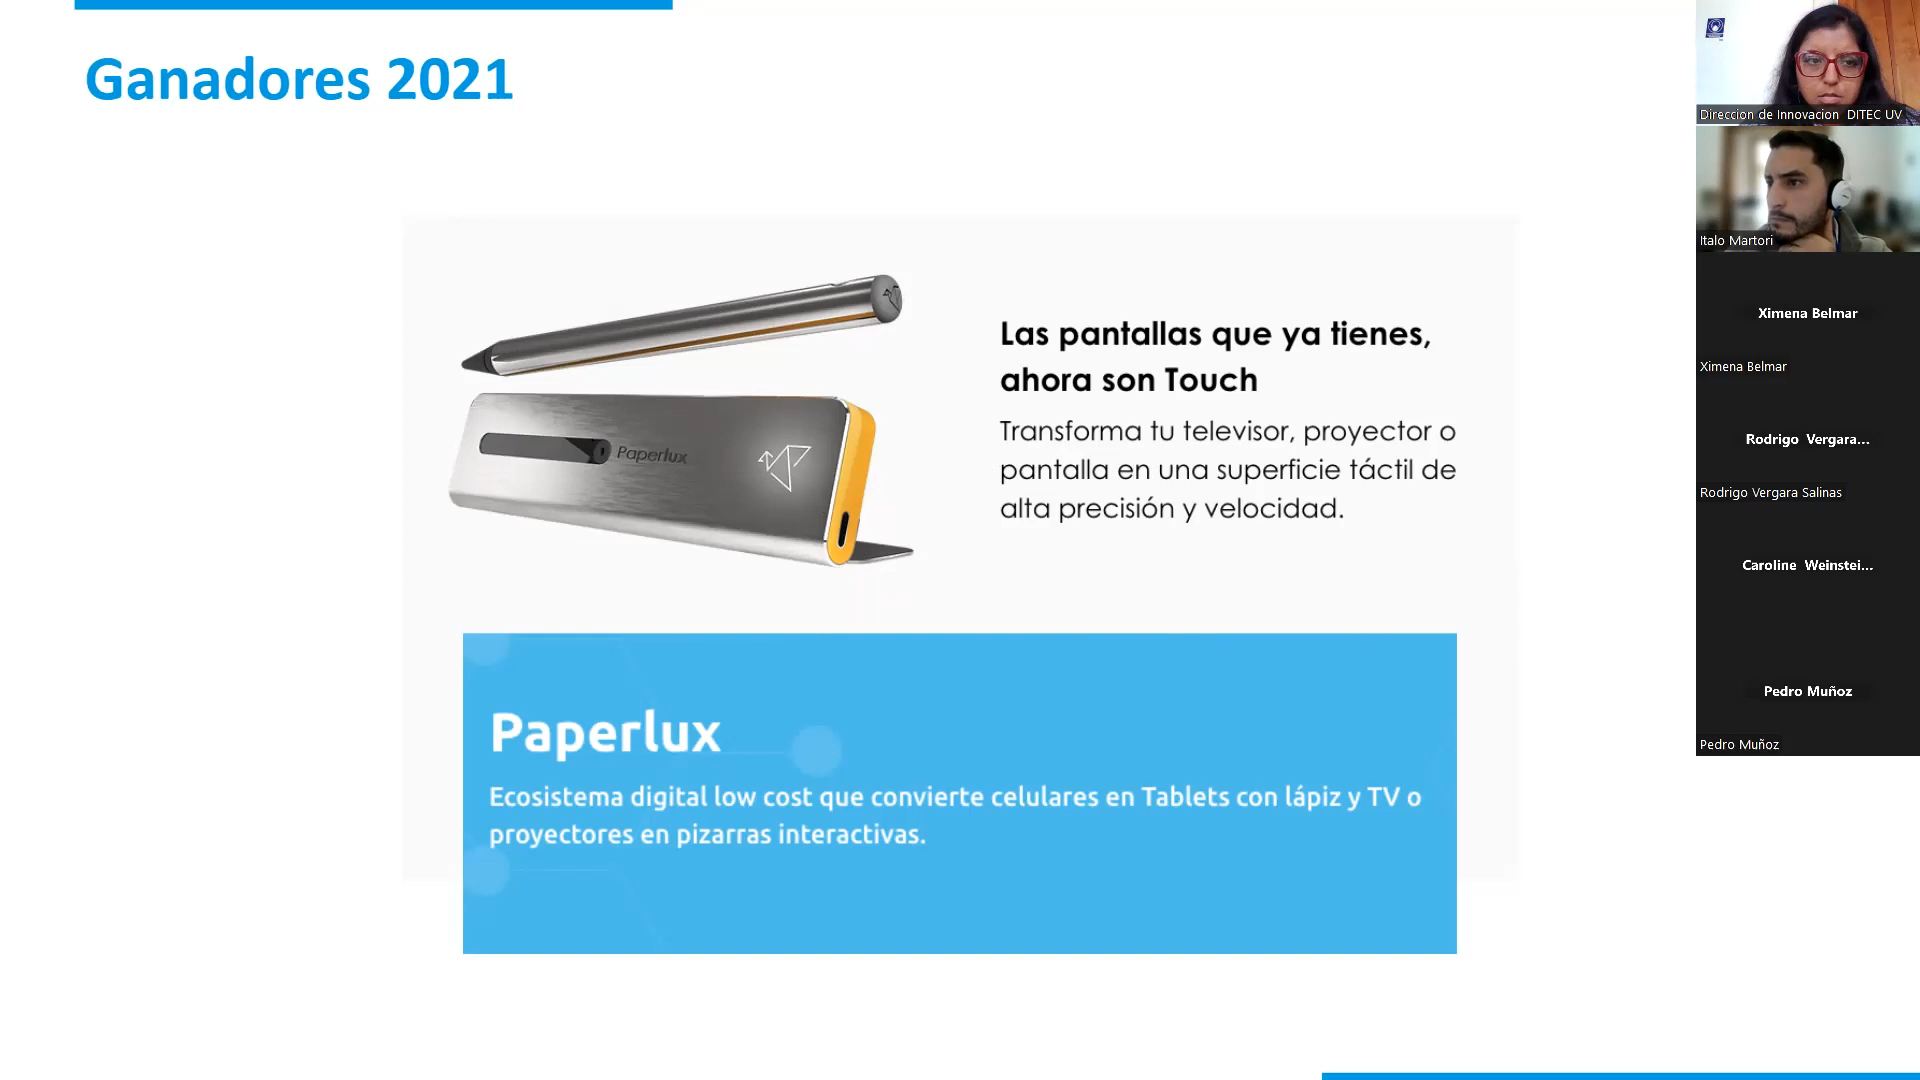 Ganadores 2021
Las pantallas que ya tienes,
ahora son Touch
Transforma tu televisor, proyector o
pantalla en una superficie táctil de
alta precisión y velocidad.
Paperlux
Paperlux
Ecosistema digital low cost que convierte celulares en Tablets con lápiz y TV o
proyectores en pizarras interactivas.
Direccion de Innovacion DITEC UV
Italo Martori
Ximena Belmar
Ximena Belmar
Rodrigo Vergara...
Rodrigo Vergara Salinas
Caroline Weinstei...
Pedro Muñoz
Pedro Muñoz